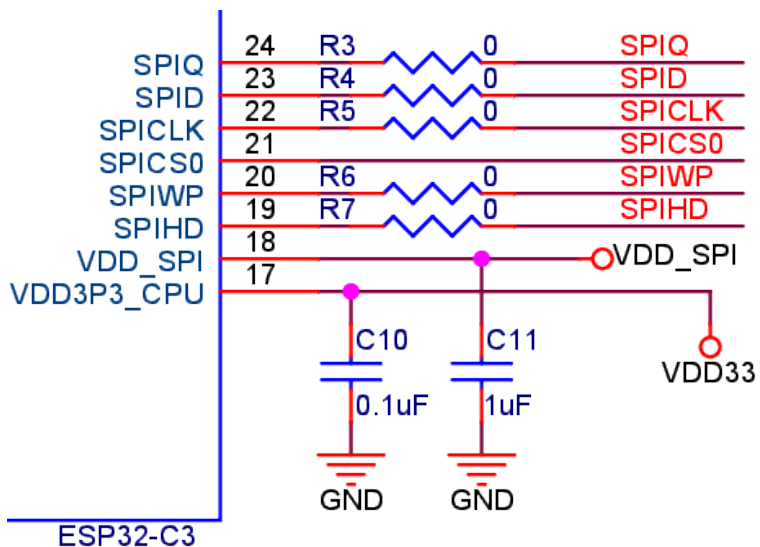 24 R3 0 SPIQ
SPIQ
23 R4 0 SPID
SPID
22 R5 0 SPICLK
SPICLK
21 SPICS0
SPICS0
20 R6 0 SPIWP
SPIWP
19 R7 0 SPIHD
SPIHD
18
VDD_SPI VDD_SPI
17
VDD3P3_CPU
C10 C11
VDD33
0.1uF 1uF
GND GND
ESP32-C3